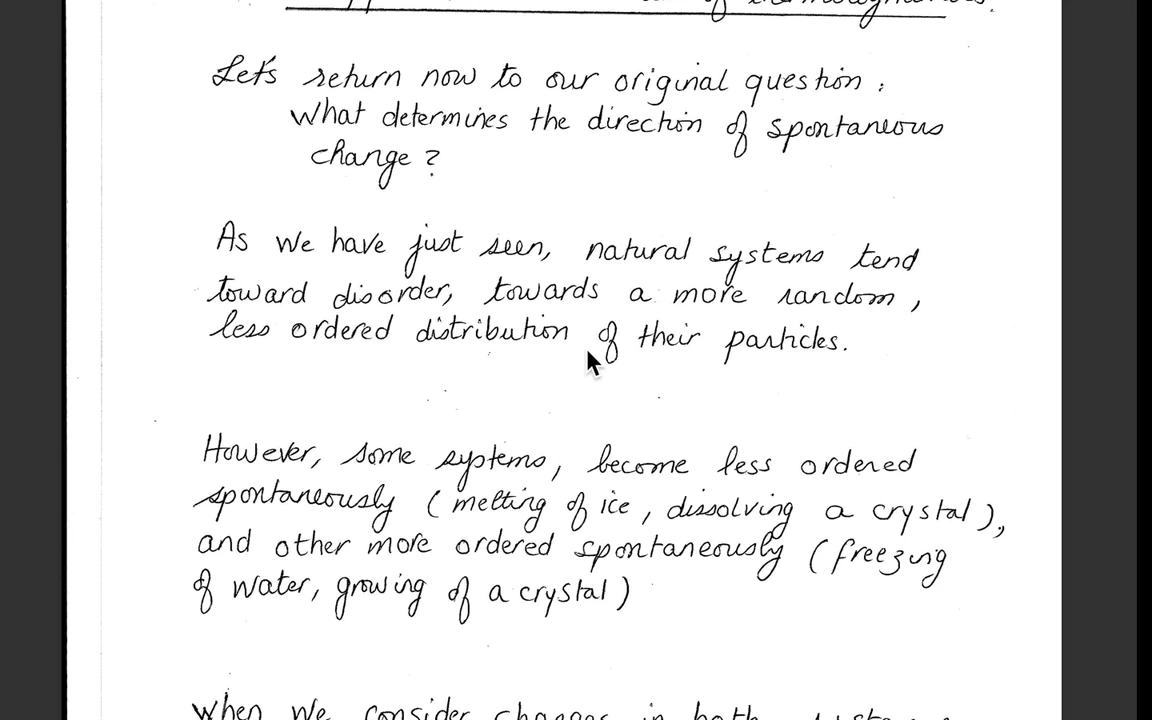 of thermodynamics.
Let's return now to our original question :
What determines the direction of spontaneous
change ?
As we have just seen, natural systems tend
toward disorder, towards a more random ,
less ordered distribution of their particles.
However, some systems, become less ordered
spontaneously ( melting of ice , dissolving a crystal ),
and other more ordered spontaneously ( freezing
of water, growing of a crystal )
When we consider changes in both